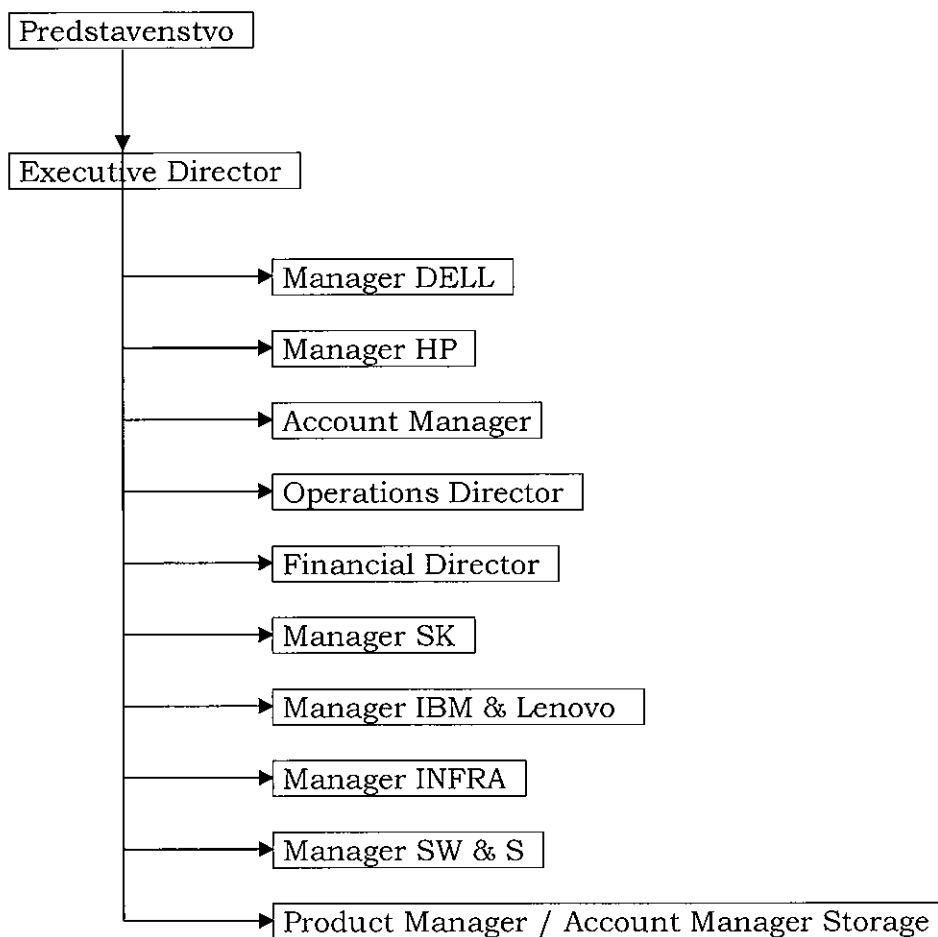 Predstavenstvo
Executive Director
Manager DELL
Manager HP
Account Manager
Operations Director
Financial Director
Manager SK
Manager IBM & Lenovo
Manager INFRA
Manager SW & S
Product Manager / Account Manager Storage